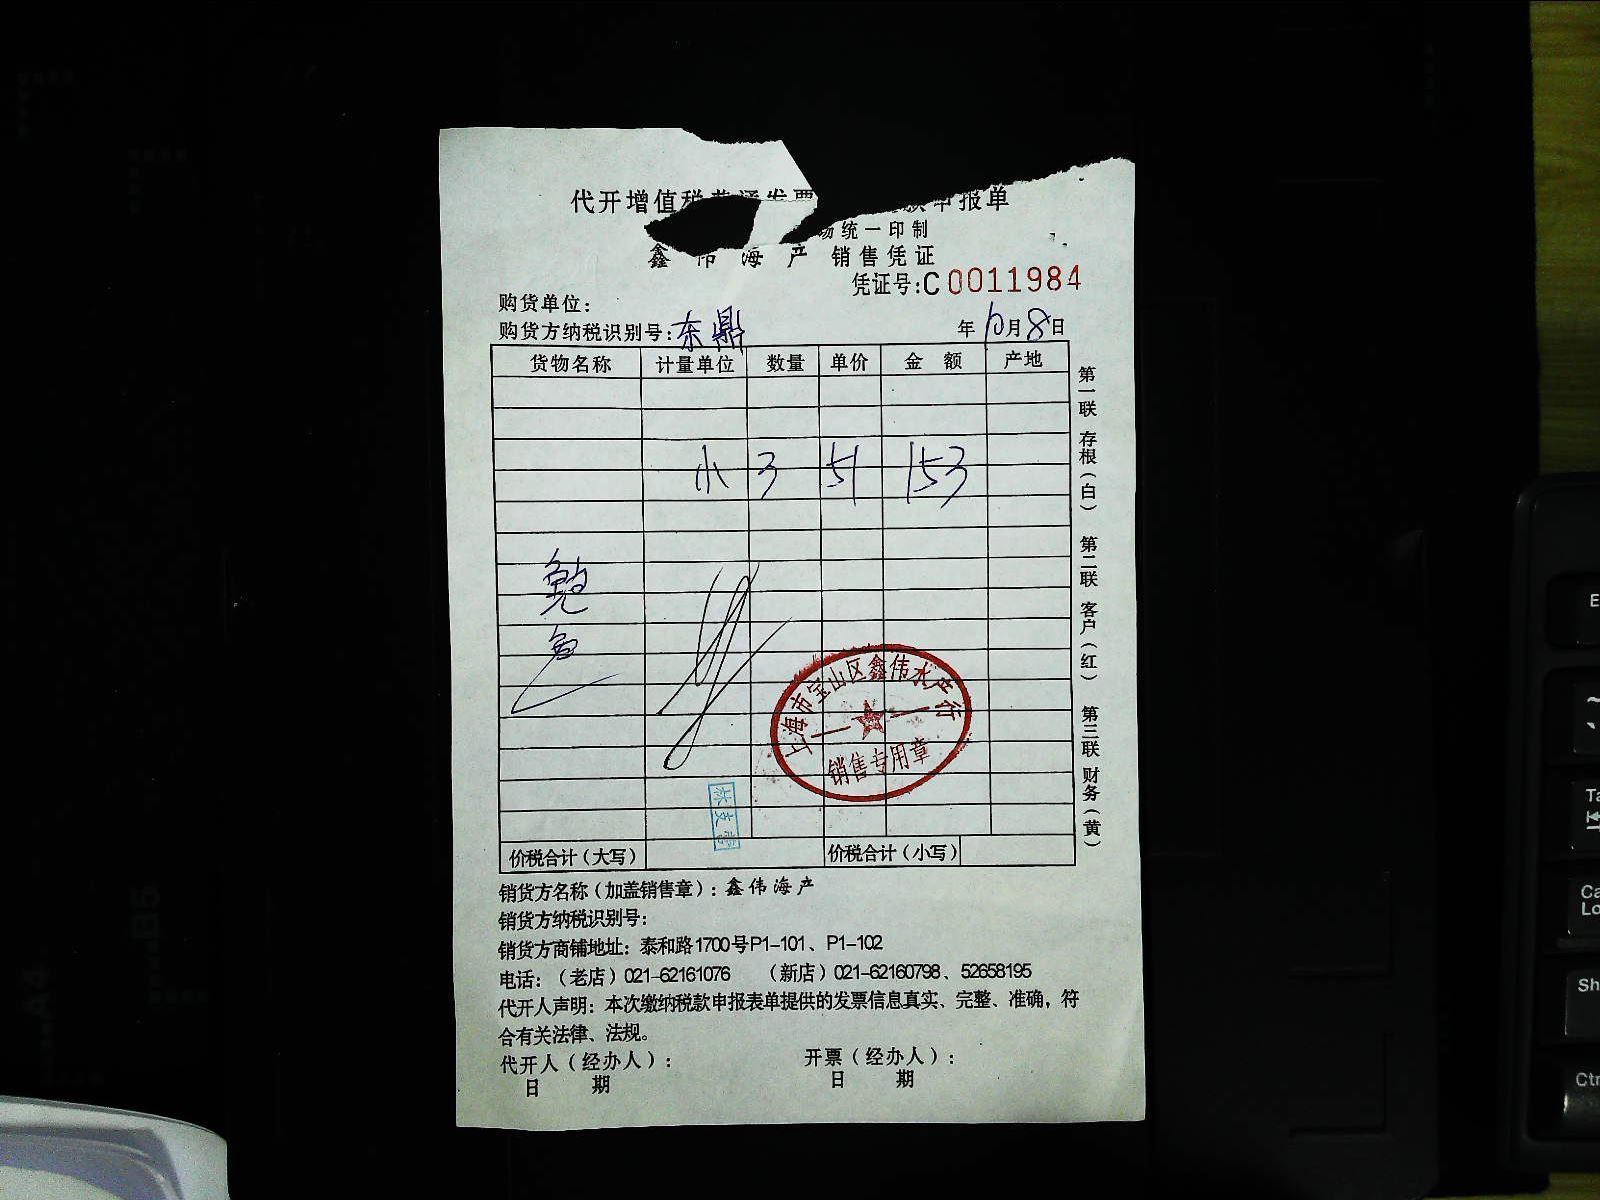 代开增值税普通发票 款申报单
场统一印制
鑫伟海产 销售凭证
凭证号:C0011984
购货单位:
购货方纳税识别号:东鼎 年10月8日
货物名称 计量单位 数量 单价 金额 产地
小 3 51 153
鲍
鱼
上海市宝山区鑫伟水产行
销售专用章
价税合计(大写) 价税合计(小写)
第一联 存根(白) 第二联 客户(红) 第三联 财务(黄)
销货方名称(加盖销售章):鑫伟海产
销货方纳税识别号:
销货方商铺地址:泰和路1700号P1-101、P1-102
电话:(老店)021-62161076 (新店)021-62160798、52658195
代开人声明:本次缴纳税款申报表单提供的发票信息真实、完整、准确,符
合有关法律、法规。
代开人(经办人): 开票(经办人):
日 期 日 期